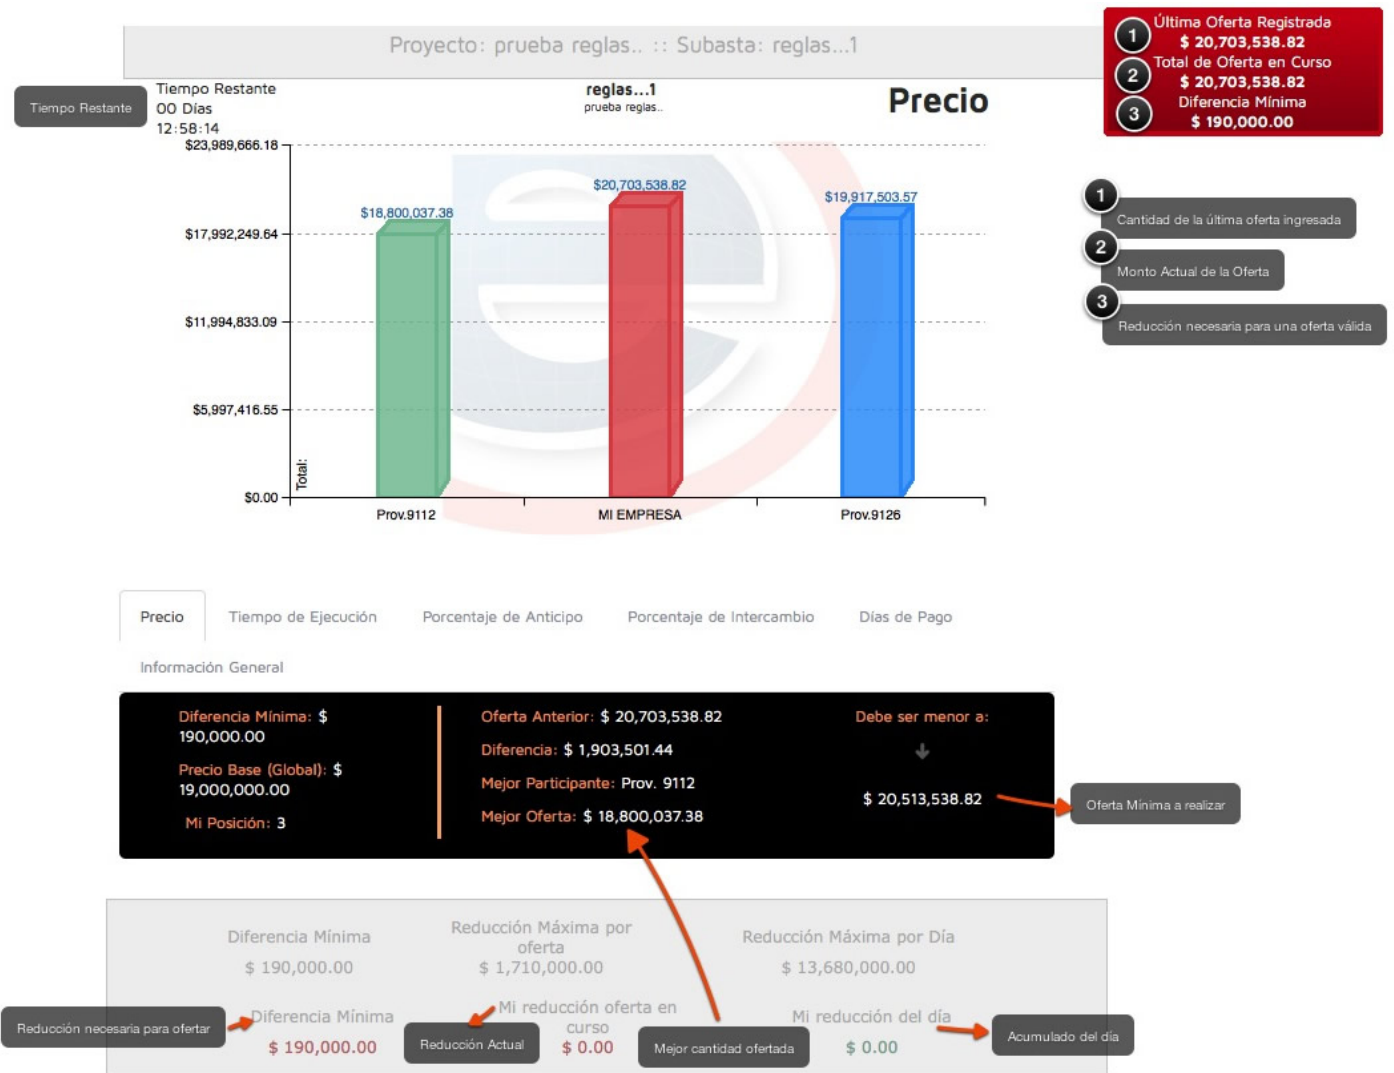 Proyecto: prueba reglas.. :: Subasta: reglas...1
1
Última Oferta Registrada
$ 20,703,538.82
2
Total de Oferta en Curso
$ 20,703,538.82
3
Diferencia Mínima
$ 190,000.00
Tiempo Restante
Tiempo Restante
00 Días
12:58:14
reglas...1
prueba reglas..
Precio
$23,989,666.18
$17,992,249.64
$11,994,833.09
$5,997,416.55
$0.00
Total:
$18,800,037.38
$20,703,538.82
$19,917,503.57
Prov.9112
MI EMPRESA
Prov.9126
1
Cantidad de la última oferta ingresada
2
Monto Actual de la Oferta
3
Reducción necesaria para una oferta válida
Precio
Tiempo de Ejecución
Porcentaje de Anticipo
Porcentaje de Intercambio
Días de Pago
Información General
Diferencia Mínima: $
190,000.00
Precio Base (Global): $
19,000,000.00
Mi Posición: 3
Oferta Anterior: $ 20,703,538.82
Diferencia: $ 1,903,501.44
Mejor Participante: Prov. 9112
Mejor Oferta: $ 18,800,037.38
Debe ser menor a:
$ 20,513,538.82
Oferta Mínima a realizar
Diferencia Mínima
$ 190,000.00
Reducción Máxima por
oferta
$ 1,710,000.00
Reducción Máxima por Día
$ 13,680,000.00
Reducción necesaria para ofertar
Diferencia Mínima
$ 190,000.00
Reducción Actual
Mi reducción oferta en
curso
$ 0.00
Mejor cantidad ofertada
Mi reducción del día
$ 0.00
Acumulado del día